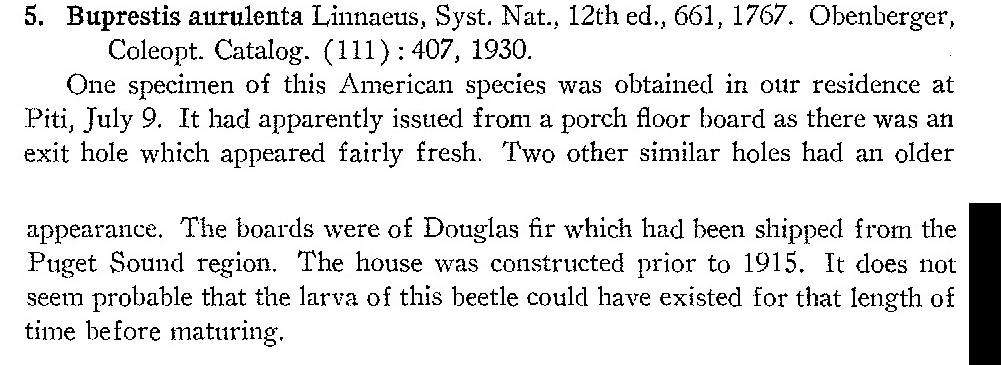 5. Buprestis aurulenta Linnaeus, Syst. Nat., 12th ed., 661, 1767. Obenberger,
Coleopt. Catalog. (111) : 407, 1930.
One specimen of this American species was obtained in our residence at
Piti, July 9. It had apparently issued from a porch floor board as there was an
exit hole which appeared fairly fresh. Two other similar holes had an older
appearance. The boards were of Douglas fir which had been shipped from the
Puget Sound region. The house was constructed prior to 1915. It does not
seem probable that the larva of this beetle could have existed for that length of
time before maturing.